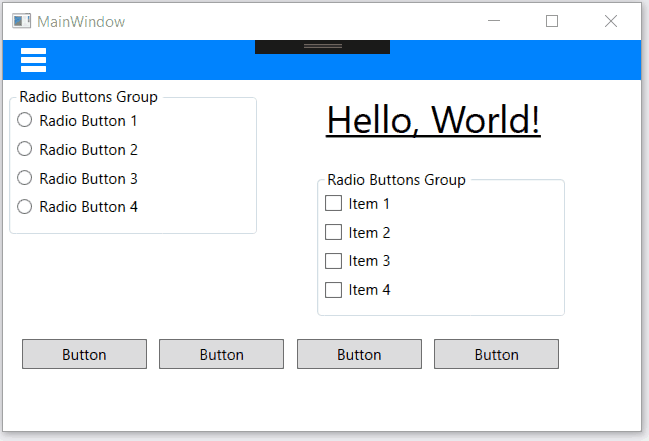 MainWindow
Radio Buttons Group
Radio Button 1
Radio Button 2
Radio Button 3
Radio Button 4
Hello, World!
Radio Buttons Group
Item 1
Item 2
Item 3
Item 4
Button Button Button Button